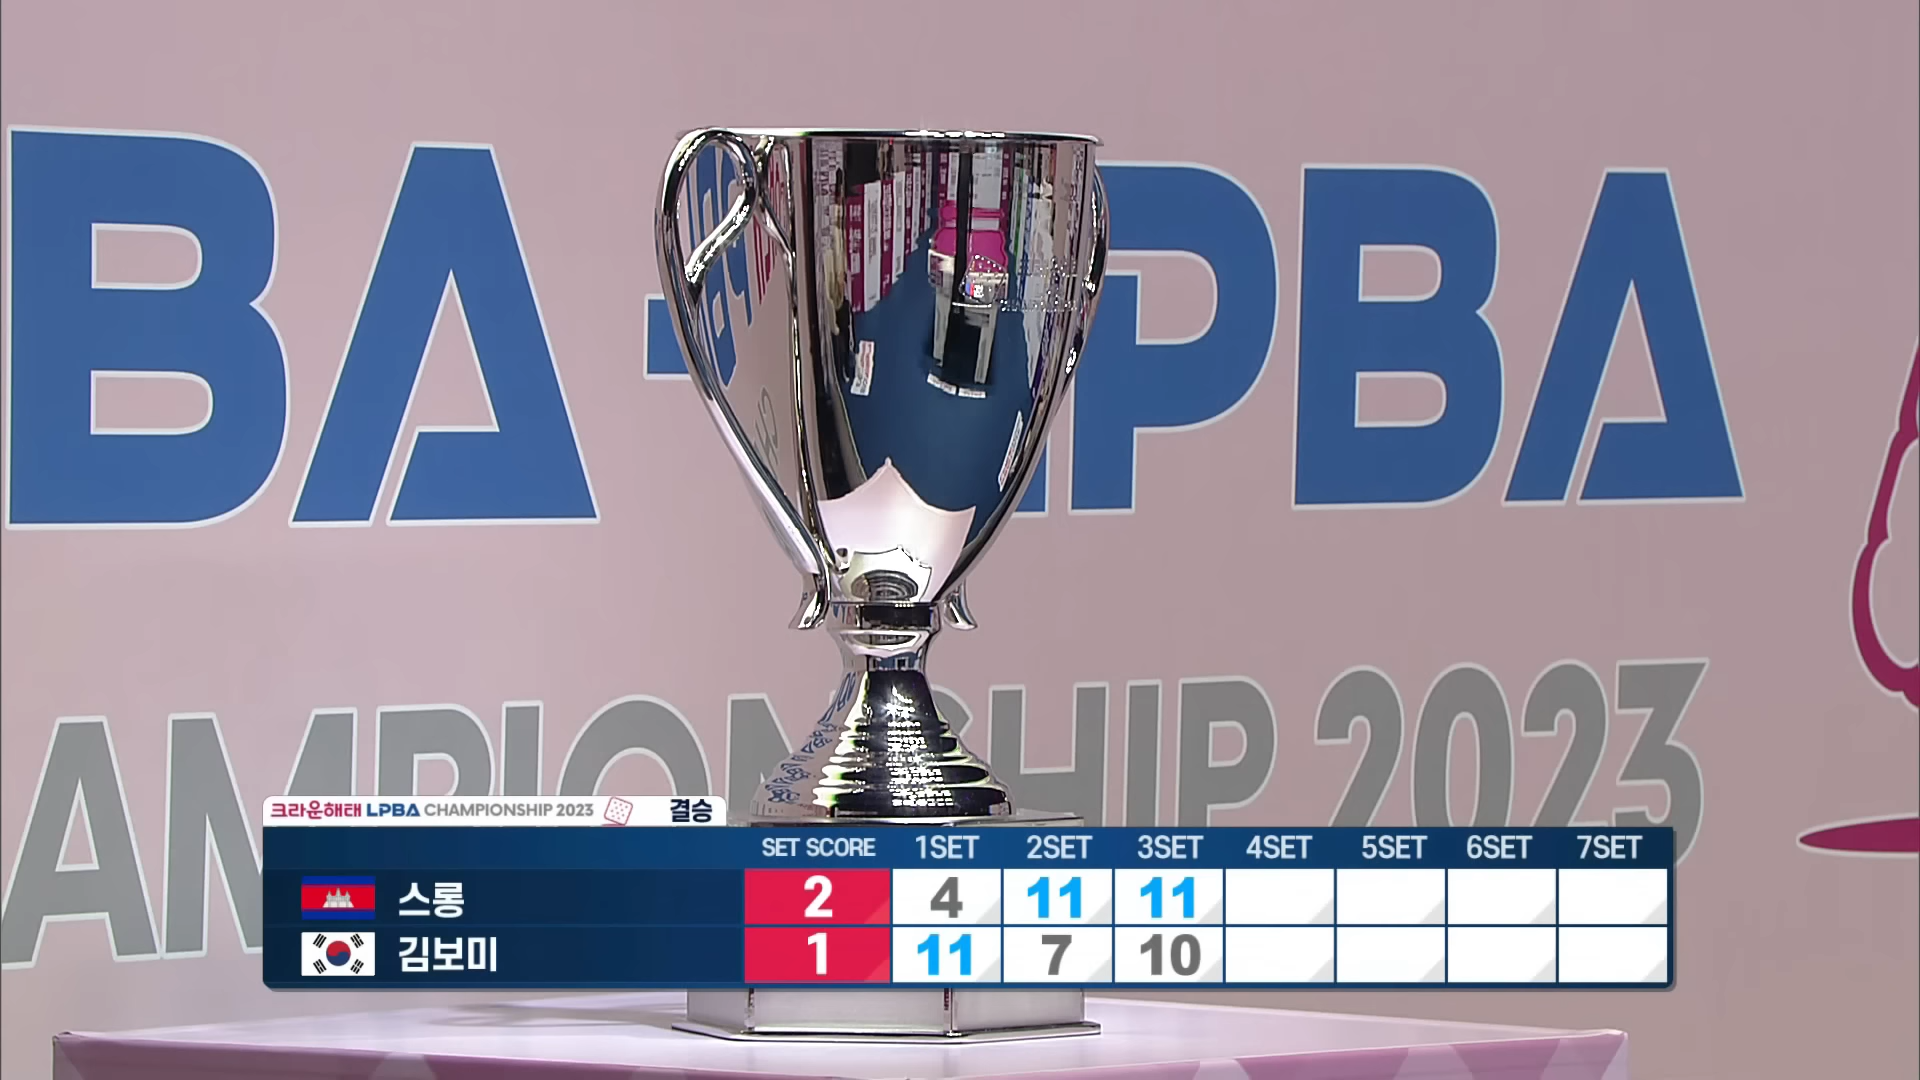 BA - LPBA
AMPIONSHIP 2023
크라운해태 LPBA CHAMPIONSHIP 2023 결승
SET SCORE 1SET 2SET 3SET 4SET 5SET 6SET 7SET
스롱 2 4 11 11
김보미 1 11 7 10